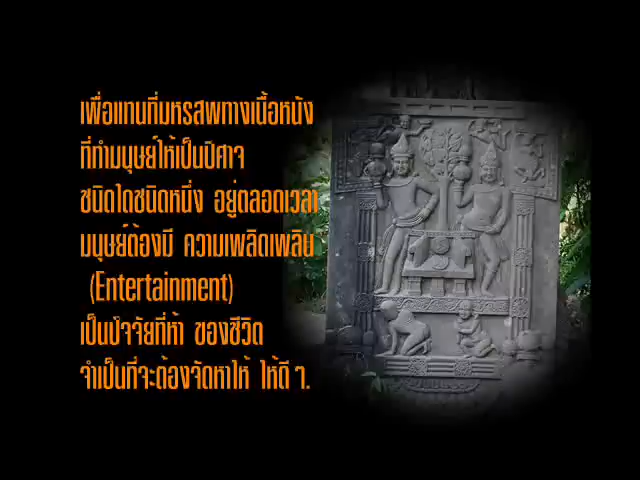 เพื่อแทนที่มหรสพทางเนื้อหนัง
ที่ทำมนุษย์ให้เป็นปิศาจ
ชนิดใดชนิดหนึ่ง อยู่ตลอดเวลา
มนุษย์ต้องมี ความเพลิดเพลิน
(Entertainment)
เป็นปัจจัยที่ห้า ของชีวิต
จำเป็นที่จะต้องจัดหาให้ ให้ดี ๆ.